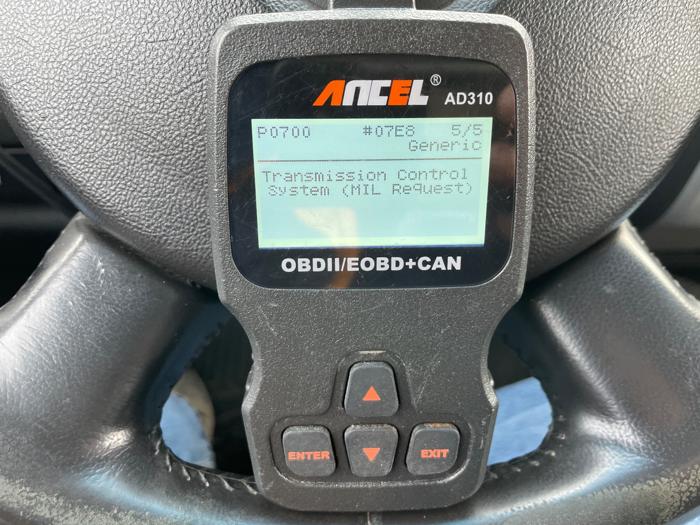 ANCEL®
AD310
P0700 #07E8 5/5
Generic
Transmission Control
System (MIL Request)
OBDII/EOBD+CAN
ENTER
EXIT